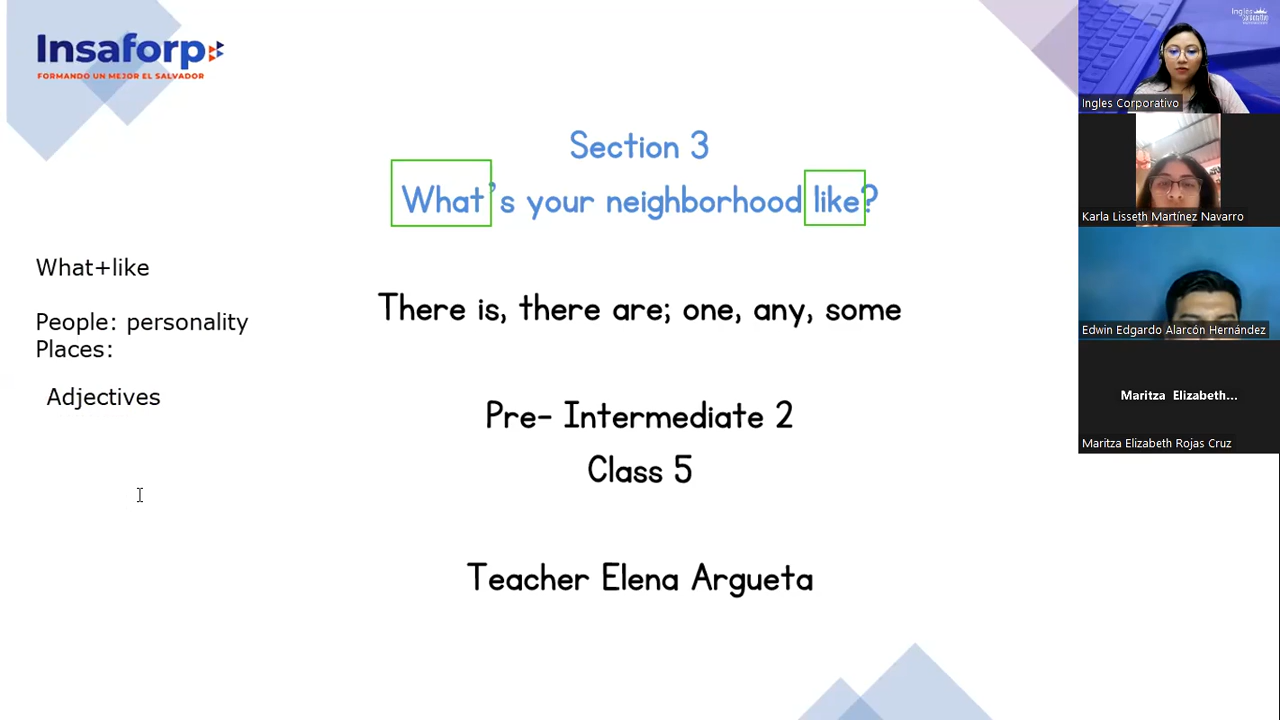 Insaforp
FORMANDO UN MEJOR EL SALVADOR
Section 3
What's your neighborhood like?
What+like
There is, there are; one, any, some
People: personality
Places:
Adjectives
Pre- Intermediate 2
Class 5
Teacher Elena Argueta
Ingles Corporativo
Karla Lisseth Martínez Navarro
Edwin Edgardo Alarcón Hernández
Maritza Elizabeth...
Maritza Elizabeth Rojas Cruz